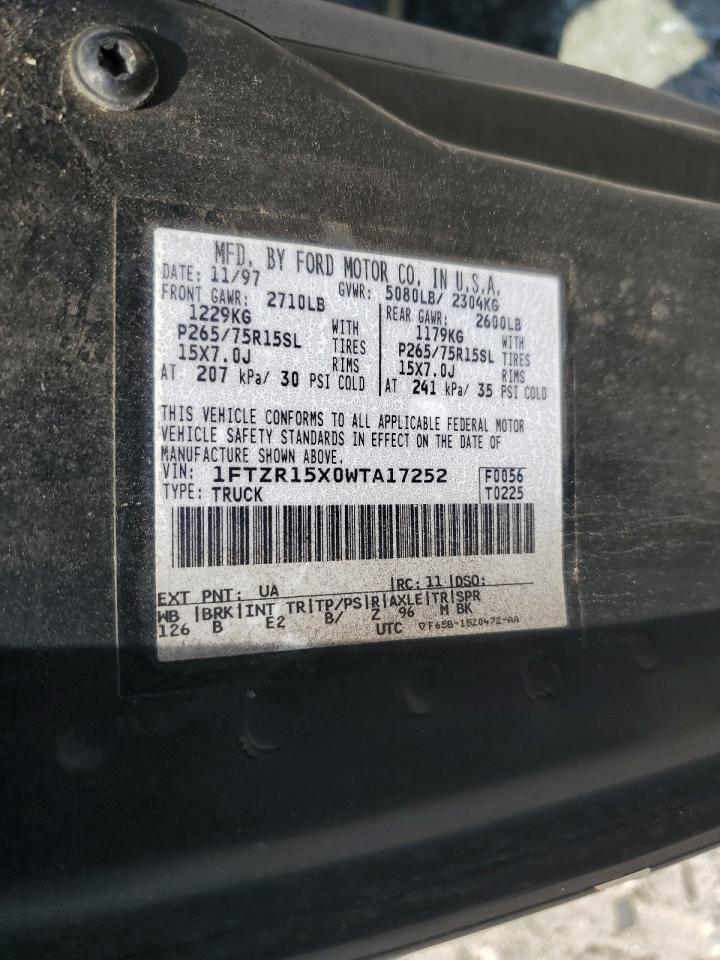 MFD. BY FORD MOTOR CO. IN U.S.A.
DATE: 11/97 GVWR: 5080LB/ 2304KG
FRONT GAWR: 2710LB REAR GAWR: 2600LB
1229KG WITH 1179KG WITH
P265/75R15SL TIRES P265/75R15SL TIRES
15X7.0J RIMS 15X7.0J RIMS
AT 207 kPa/ 30 PSI COLD AT 241 kPa/ 35 PSI COLD
THIS VEHICLE CONFORMS TO ALL APPLICABLE FEDERAL MOTOR
VEHICLE SAFETY STANDARDS IN EFFECT ON THE DATE OF
MANUFACTURE SHOWN ABOVE.
VIN: 1FTZR15X0WTA17252 F0056
TYPE: TRUCK T0225
EXT PNT: UA RC: 11 DSO:
WB BRK INT TR TP/PS R AXLE TR SPR
126 B E2 B/ Z 96 M BK
UTC ▽F65B-1520472-AA